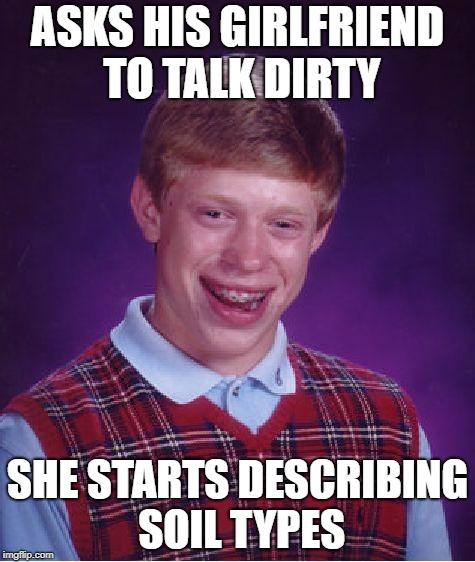 ASKS HIS GIRLFRIEND
TO TALK DIRTY
SHE STARTS DESCRIBING
SOIL TYPES
imgflip.com